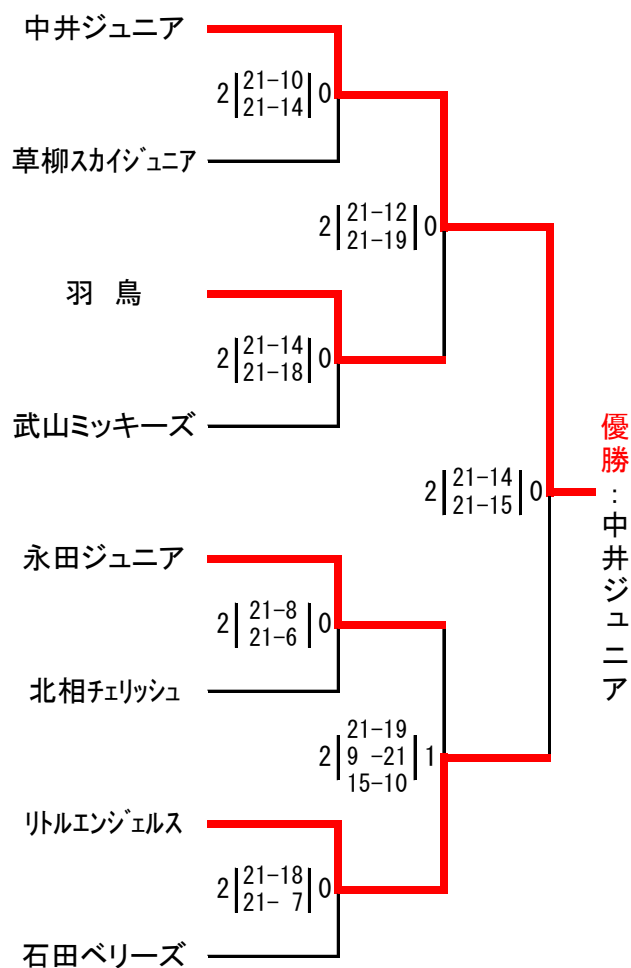 中井ジュニア
2 21-10 0
21-14
草柳スカイジュニア
2 21-12 0
21-19
羽 鳥
2 21-14 0
21-18
武山ミッキーズ
優勝:中井ジュニア
2 21-14 0
21-15
永田ジュニア
2 21-8 0
21-6
北相チェリッシュ
21-19
2 9 -21 1
15-10
リトルエンジェルス
2 21-18 0
21- 7
石田ベリーズ